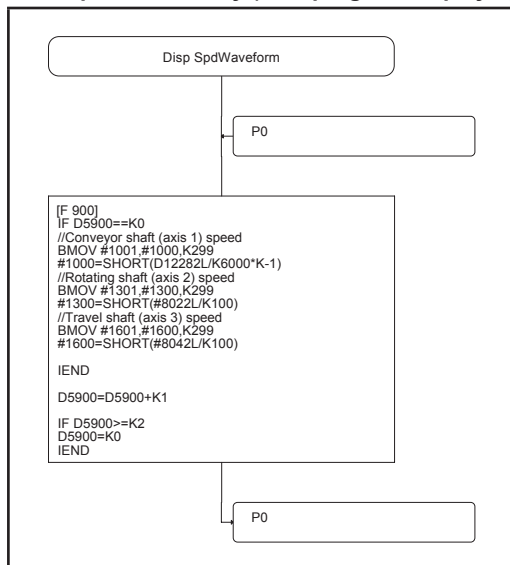 Disp SpdWaveform
P0
[F 900]
IF D5900==K0
//Conveyor shaft (axis 1) speed
BMOV #1001,#1000,K299
#1000=SHORT(D12282L/K6000*K-1)
//Rotating shaft (axis 2) speed
BMOV #1301,#1300,K299
#1300=SHORT(#8022L/K100)
//Travel shaft (axis 3) speed
BMOV #1601,#1600,K299
#1600=SHORT(#8042L/K100)
IEND
D5900=D5900+K1
IF D5900>=K2
D5900=K0
IEND
P0